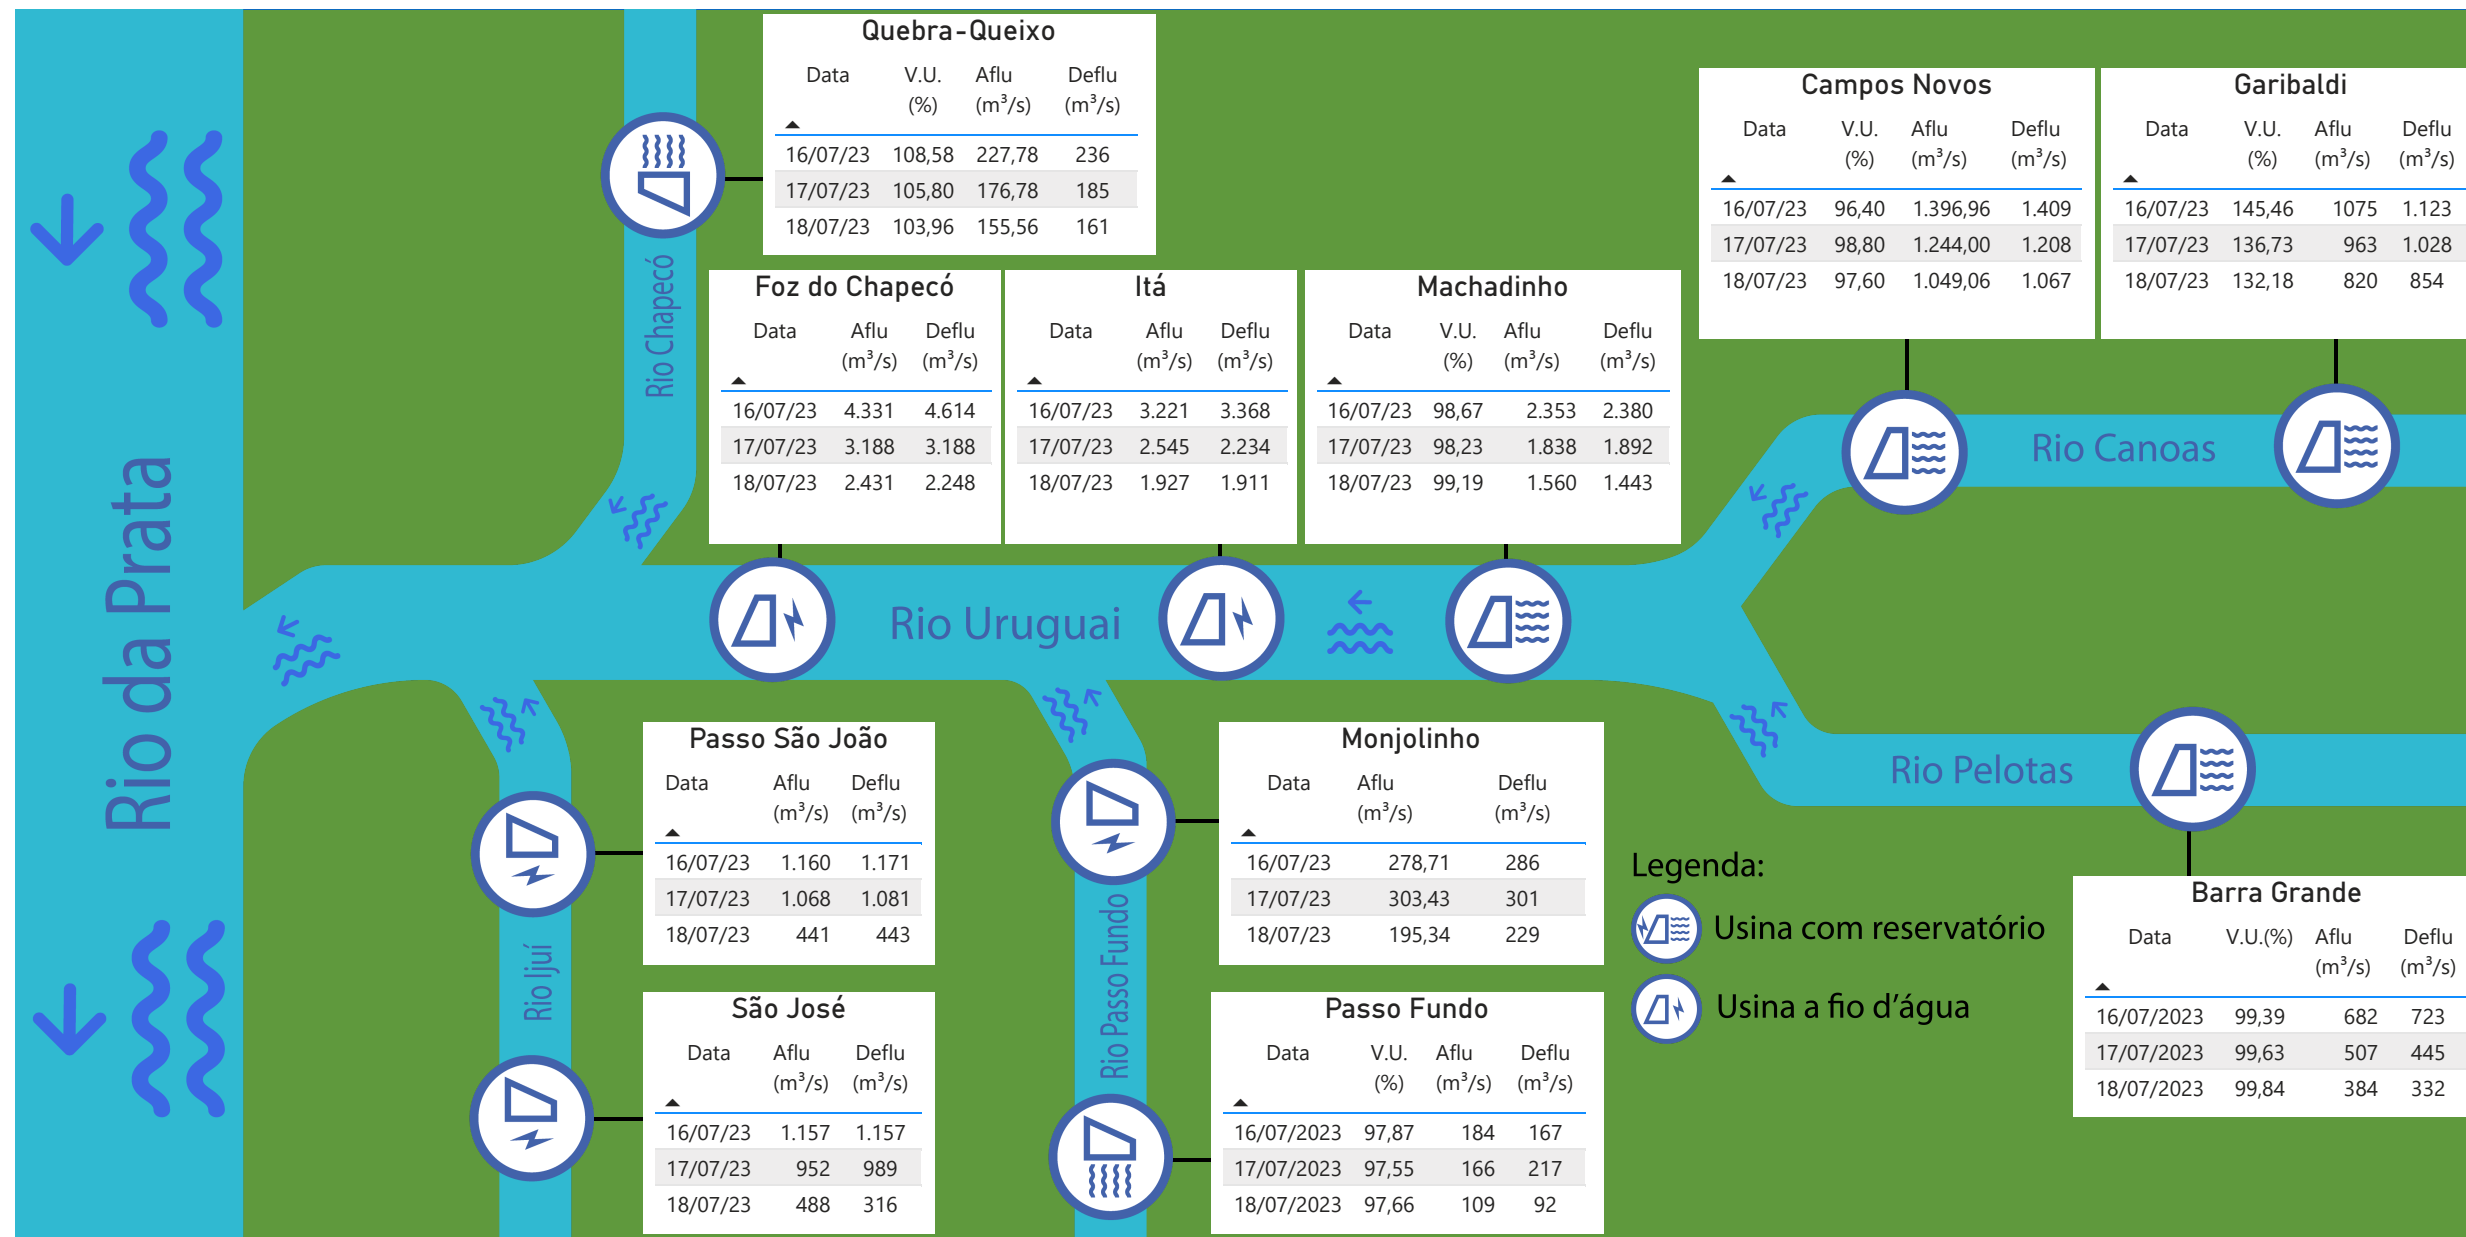 Quebra-Queixo
Data V.U. (%) Aflu (m³/s) Deflu (m³/s)
16/07/23 108,58 227,78 236
17/07/23 105,80 176,78 185
18/07/23 103,96 155,56 161
Campos Novos
Data V.U. (%) Aflu (m³/s) Deflu (m³/s)
16/07/23 96,40 1.396,96 1.409
17/07/23 98,80 1.244,00 1.208
18/07/23 97,60 1.049,06 1.067
Garibaldi
Data V.U. (%) Aflu (m³/s) Deflu (m³/s)
16/07/23 145,46 1075 1.123
17/07/23 136,73 963 1.028
18/07/23 132,18 820 854
Rio Chapecó
Foz do Chapecó
Data Aflu (m³/s) Deflu (m³/s)
16/07/23 4.331 4.614
17/07/23 3.188 3.188
18/07/23 2.431 2.248
Itá
Data Aflu (m³/s) Deflu (m³/s)
16/07/23 3.221 3.368
17/07/23 2.545 2.234
18/07/23 1.927 1.911
Machadinho
Data V.U. (%) Aflu (m³/s) Deflu (m³/s)
16/07/23 98,67 2.353 2.380
17/07/23 98,23 1.838 1.892
18/07/23 99,19 1.560 1.443
Rio Canoas
Rio da Prata
Rio Uruguai
Rio Pelotas
Passo São João
Data Aflu (m³/s) Deflu (m³/s)
16/07/23 1.160 1.171
17/07/23 1.068 1.081
18/07/23 441 443
Monjolinho
Data Aflu (m³/s) Deflu (m³/s)
16/07/23 278,71 286
17/07/23 303,43 301
18/07/23 195,34 229
Legenda:
Usina com reservatório
Usina a fio d’água
Barra Grande
Data V.U.(%) Aflu (m³/s) Deflu (m³/s)
16/07/2023 99,39 682 723
17/07/2023 99,63 507 445
18/07/2023 99,84 384 332
Rio Ijuí
Rio Passo Fundo
São José
Data Aflu (m³/s) Deflu (m³/s)
16/07/23 1.157 1.157
17/07/23 952 989
18/07/23 488 316
Passo Fundo
Data V.U. (%) Aflu (m³/s) Deflu (m³/s)
16/07/2023 97,87 184 167
17/07/2023 97,55 166 217
18/07/2023 97,66 109 92